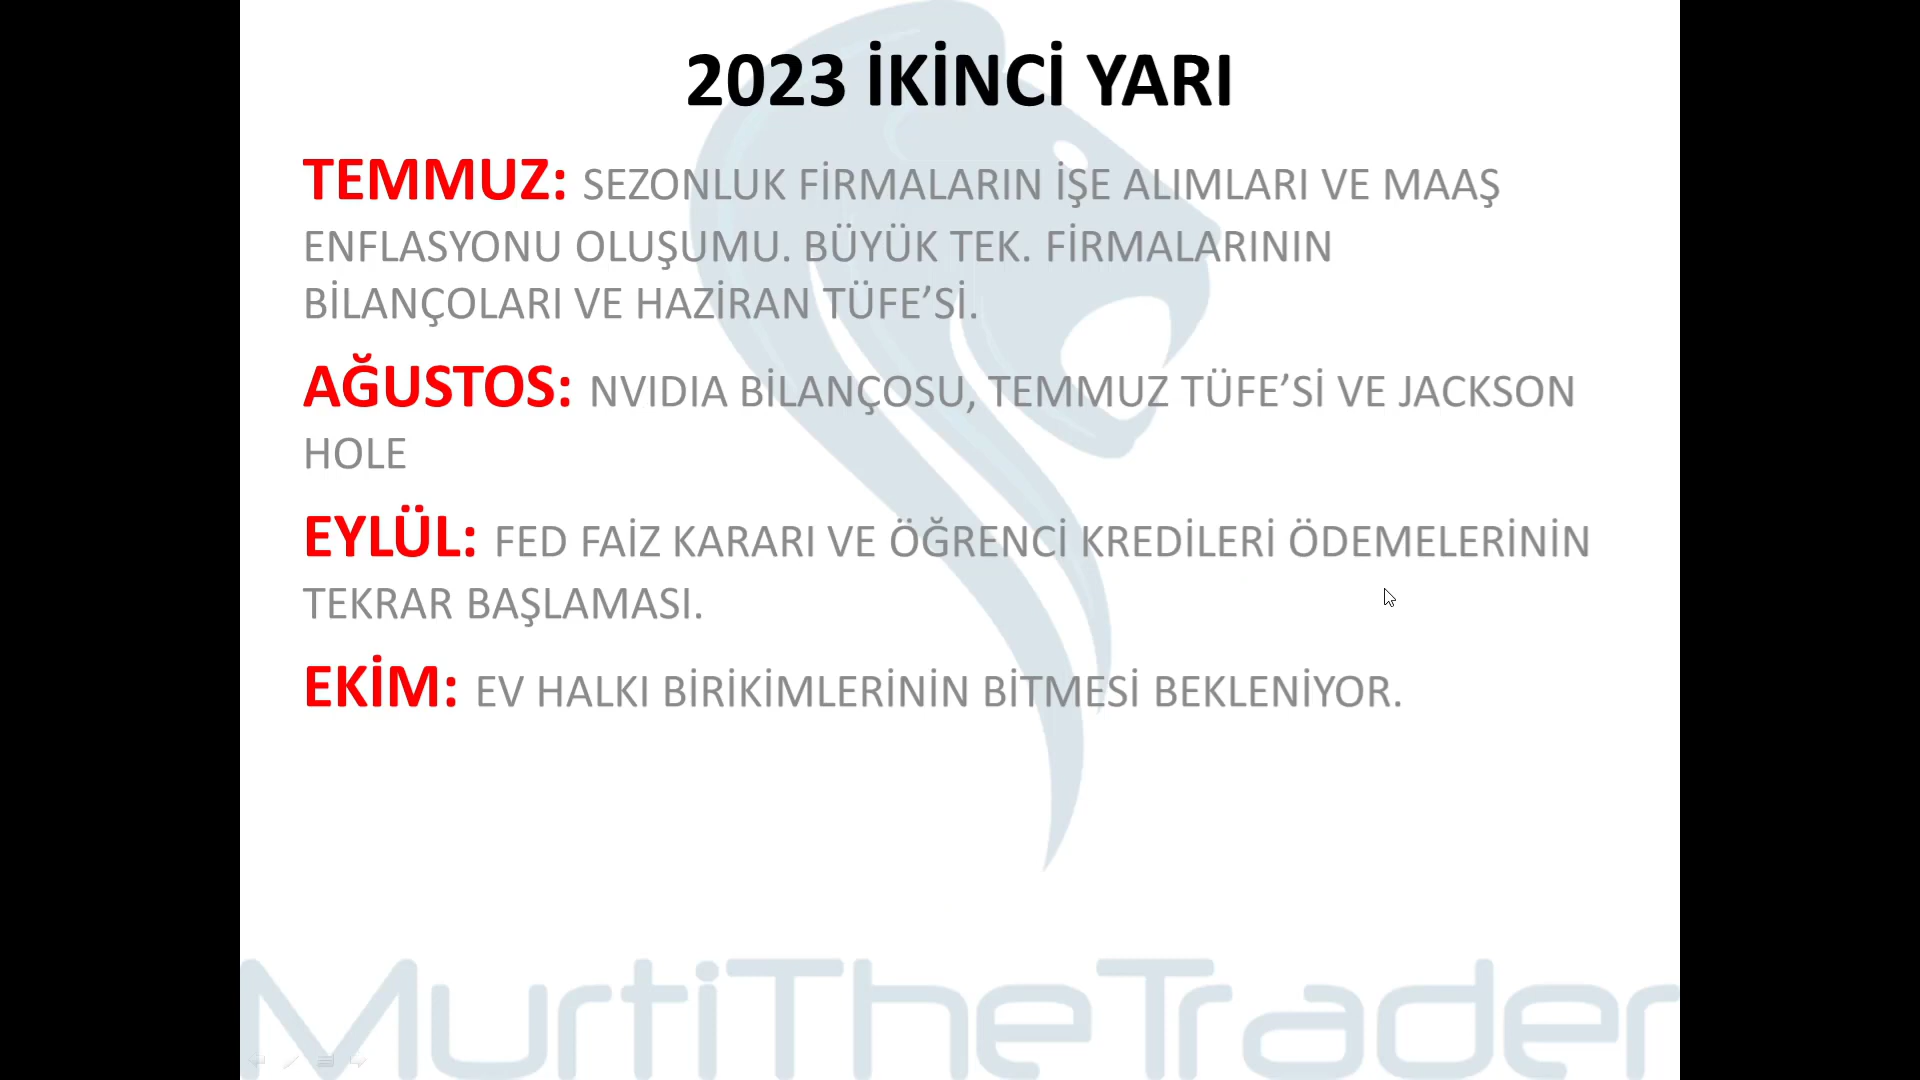 2023 İKİNCİ YARI
TEMMUZ: SEZONLUK FİRMALARIN İŞE ALIMLARI VE MAAŞ
ENFLASYONU OLUŞUMU. BÜYÜK TEK. FİRMALARININ
BİLANÇOLARI VE HAZİRAN TÜFE’Sİ.
AĞUSTOS: NVIDIA BİLANÇOSU, TEMMUZ TÜFE’Sİ VE JACKSON
HOLE
EYLÜL: FED FAİZ KARARI VE ÖĞRENCİ KREDİLERİ ÖDEMELERİNİN
TEKRAR BAŞLAMASI.
EKİM: EV HALKI BİRİKİMLERİNİN BİTMESİ BEKLENİYOR.
MurtiTheTrader